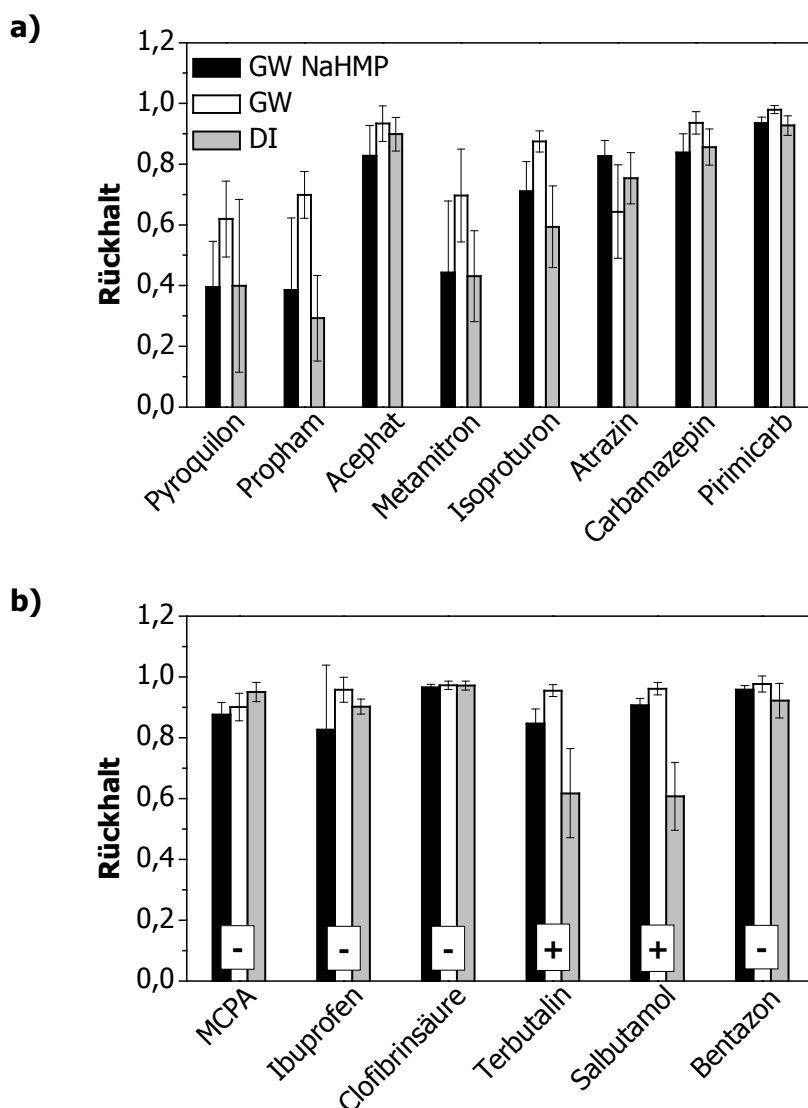 a)
Rückhalt
1,2
1,0
0,8
0,6
0,4
0,2
0,0
GW NaHMP
GW
DI
Pyroquilon
Propham
Acephat
Metamitron
Isoproturon
Atrazin
Carbamazepin
Pirimicarb
b)
Rückhalt
1,2
1,0
0,8
0,6
0,4
0,2
0,0
-
-
-
+
+
-
MCPA
Ibuprofen
Clofibrinsäure
Terbutalin
Salbutamol
Bentazon